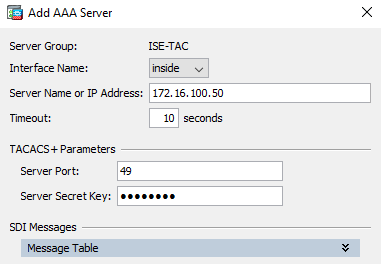 Add AAA Server
Server Group: ISE-TAC
Interface Name: inside
Server Name or IP Address: 172.16.100.50
Timeout: 10 seconds
TACACS+ Parameters
Server Port: 49
Server Secret Key: ●●●●●●●●
SDI Messages
Message Table